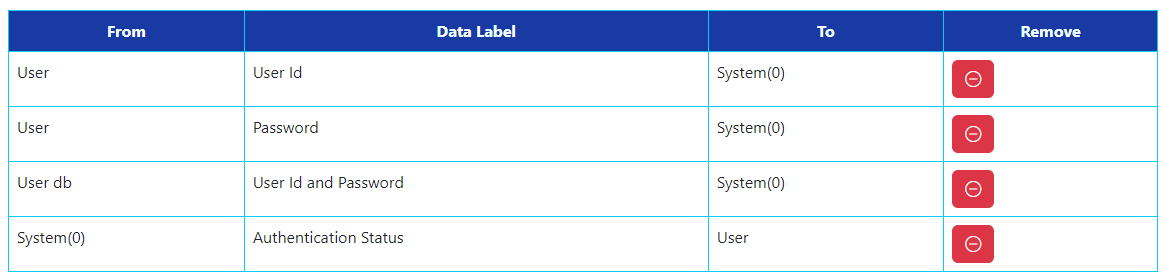 From Data Label To Remove
User User Id System(0)
User Password System(0)
User db User Id and Password System(0)
System(0) Authentication Status User